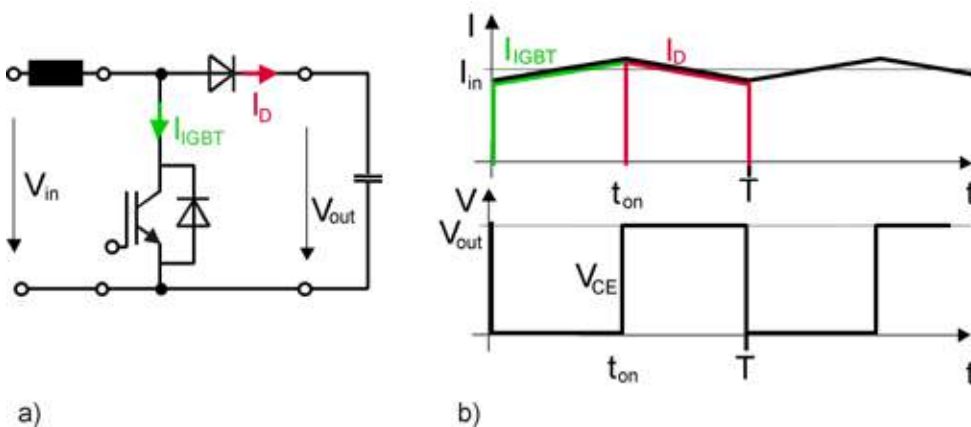 I_D
I_IGBT
V_in
V_out
a)
I
I_IGBT
I_D
I_in
t_on
T
t
V
V_out
V_CE
t_on
T
t
b)